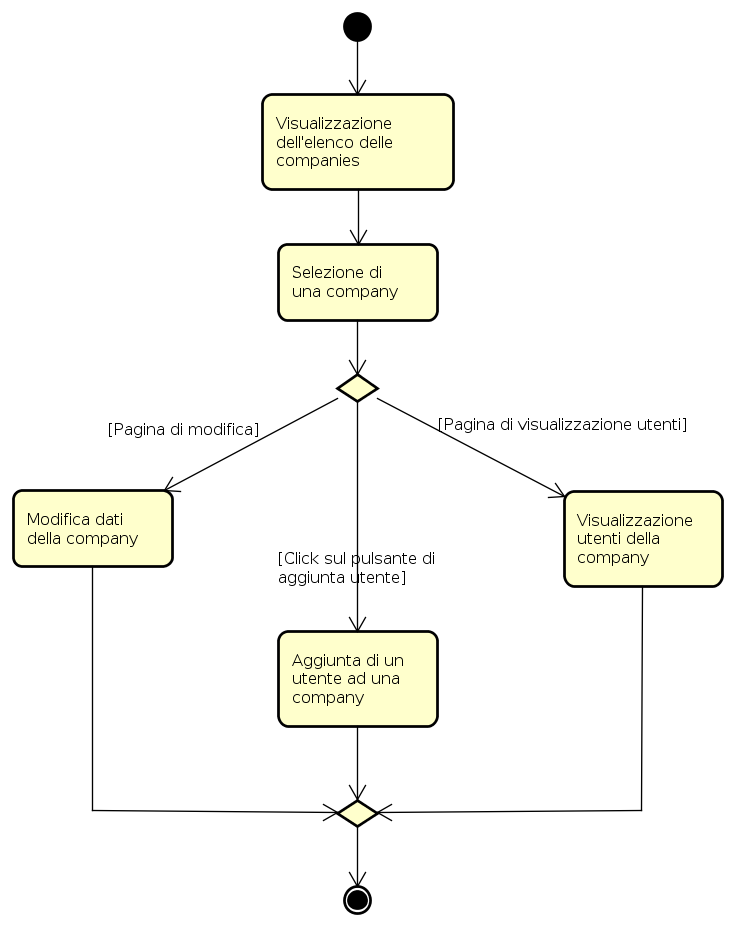 Visualizzazione
dell'elenco delle
companies
Selezione di
una company
[Pagina di modifica]
[Pagina di visualizzazione utenti]
Modifica dati
della company
Visualizzazione
utenti della
company
[Click sul pulsante di
aggiunta utente]
Aggiunta di un
utente ad una
company